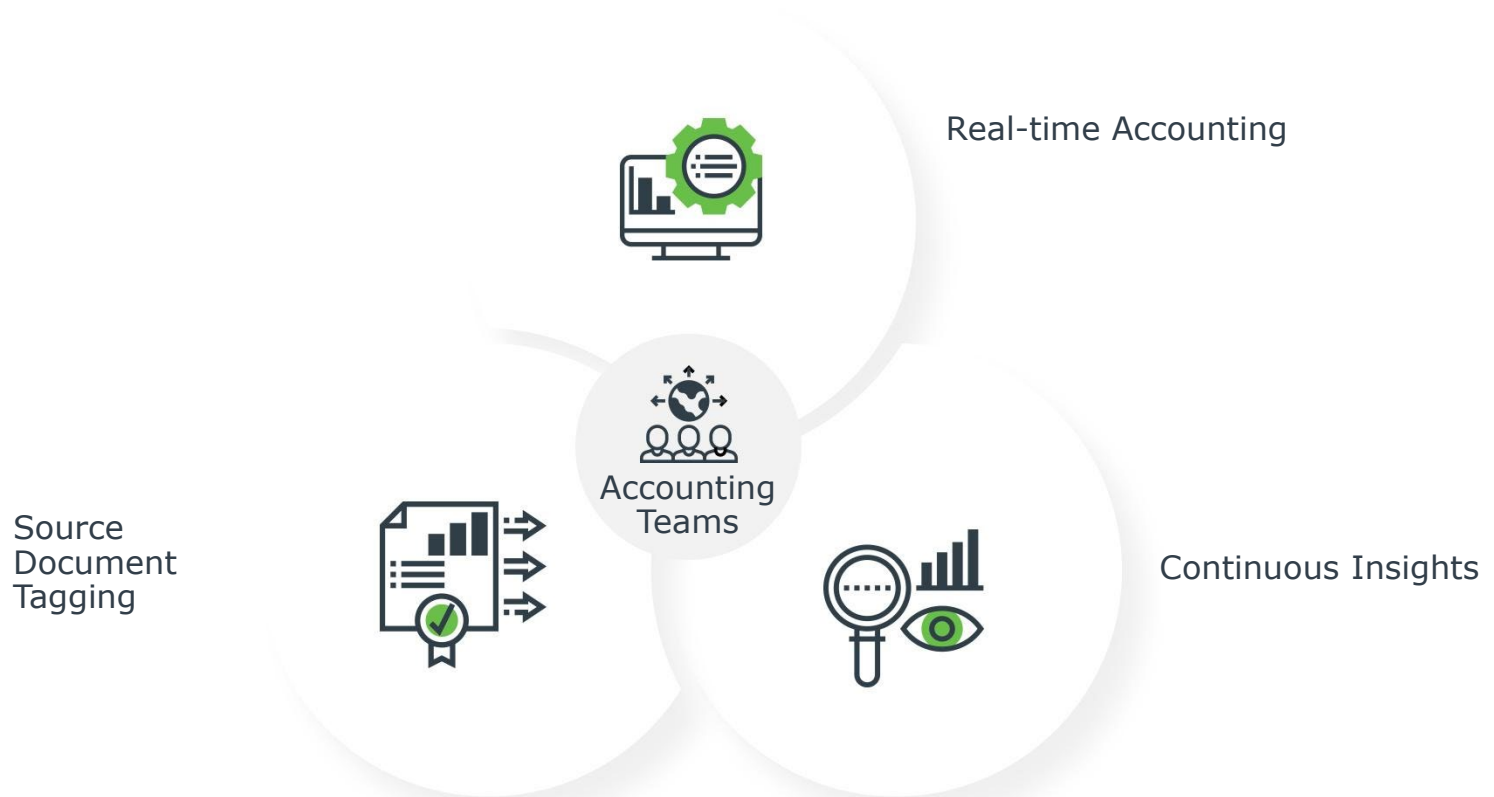 Real-time Accounting
Accounting
Teams
Source
Document
Tagging
Continuous Insights